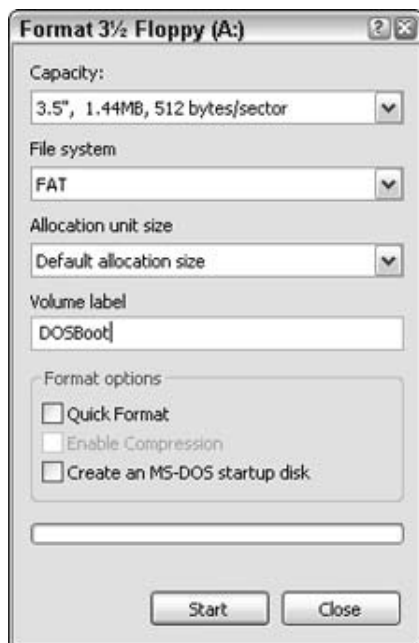 Format 3½ Floppy (A:)
Capacity:
3.5", 1.44MB, 512 bytes/sector
File system
FAT
Allocation unit size
Default allocation size
Volume label
DOSBoot
Format options
Quick Format
Enable Compression
Create an MS-DOS startup disk
Start Close